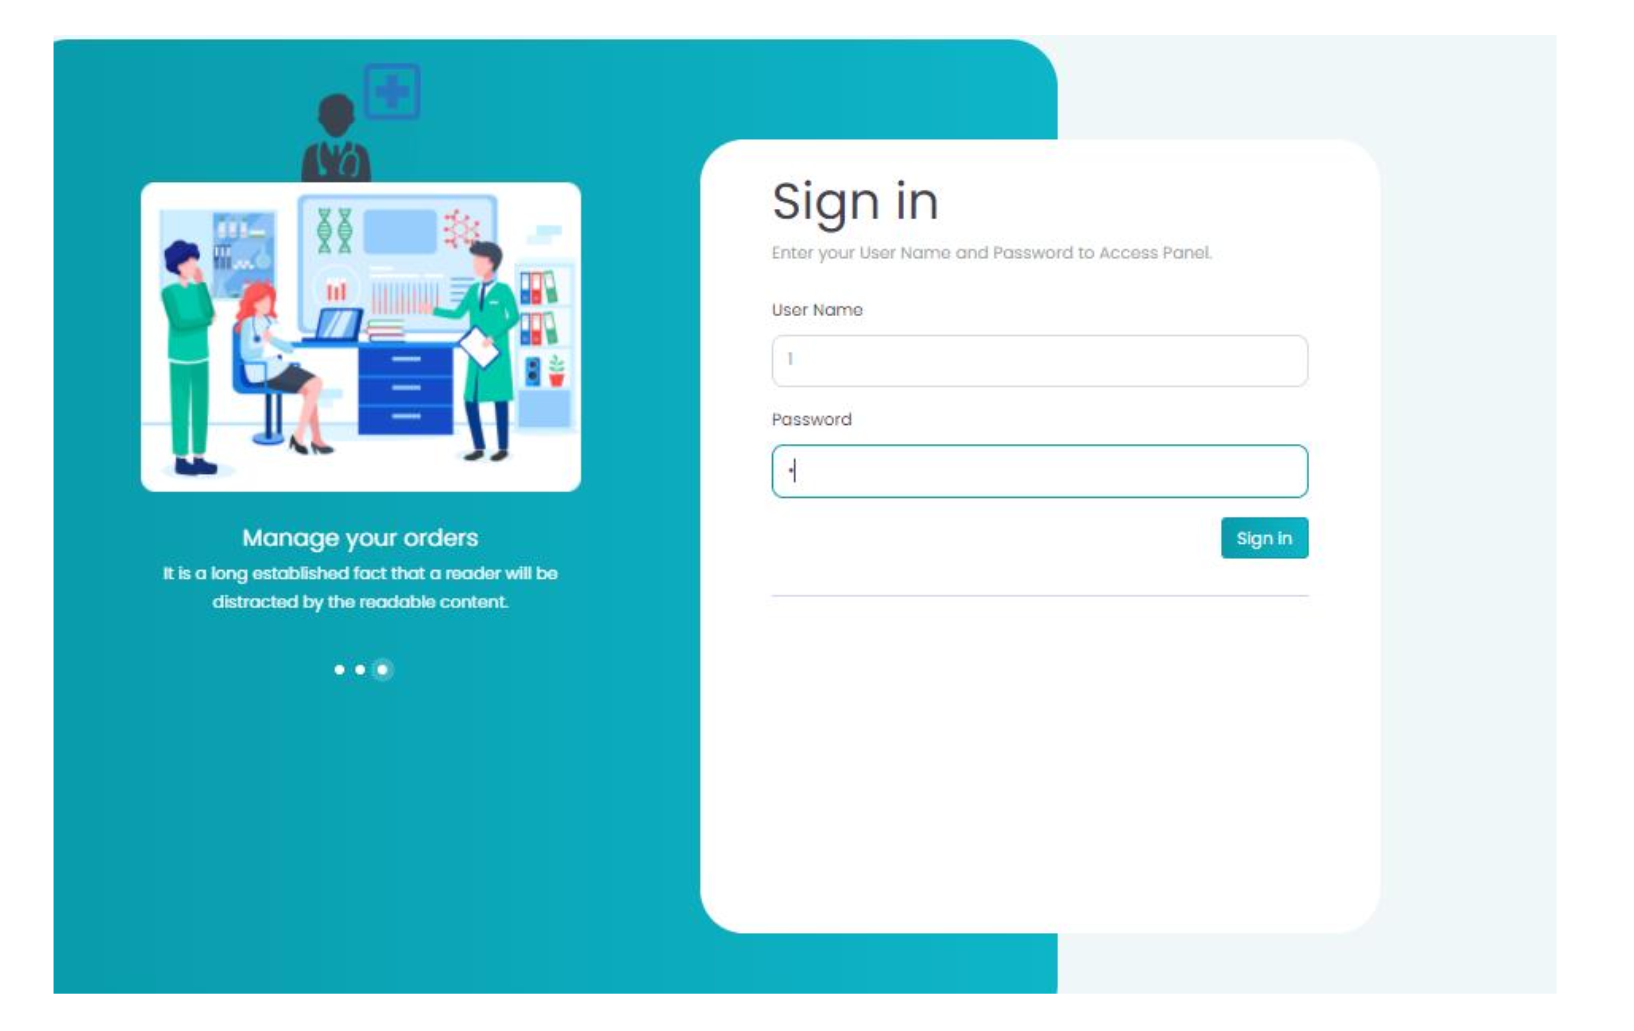 Manage your orders
It is a long established fact that a reader will be
distracted by the readable content.
Sign in
Enter your User Name and Password to Access Panel.
User Name
1
Password
•
Sign in